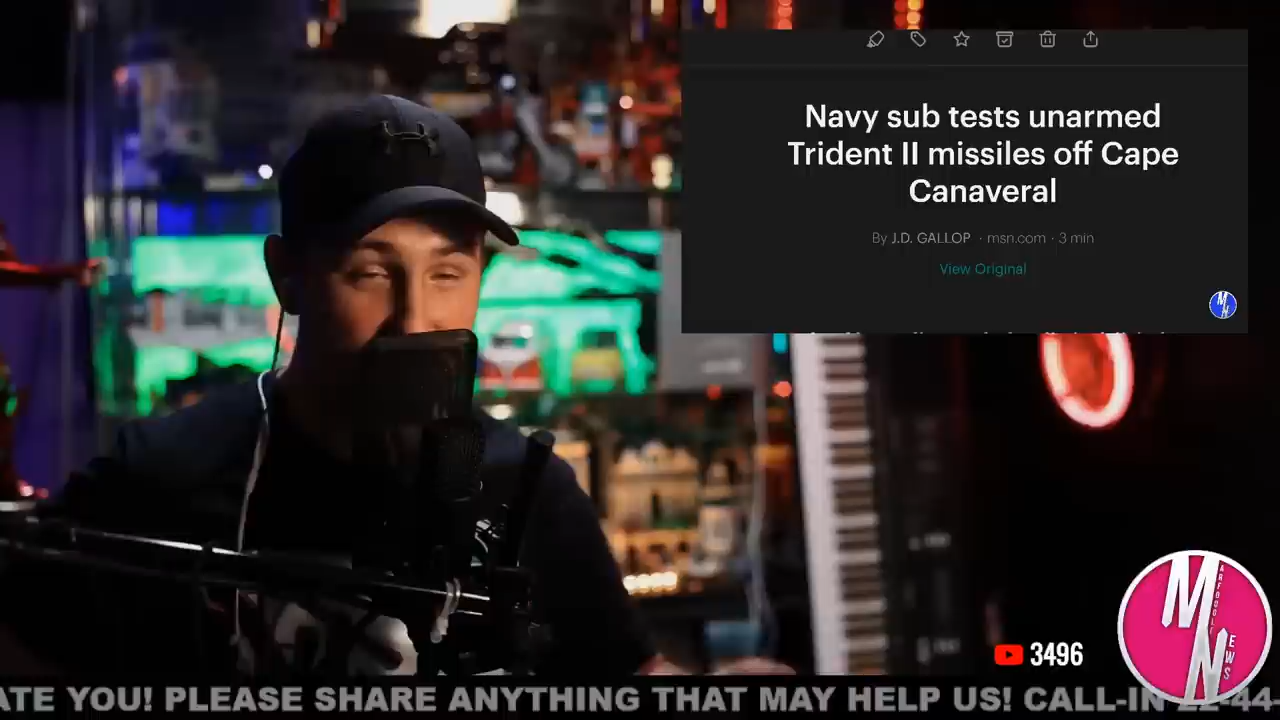 Navy sub tests unarmed
Trident II missiles off Cape
Canaveral
By J.D. GALLOP · msn.com · 3 min
View Original
M
N
3496
M
N
EWS
ATE YOU! PLEASE SHARE ANYTHING THAT MAY HELP US! CALL-IN